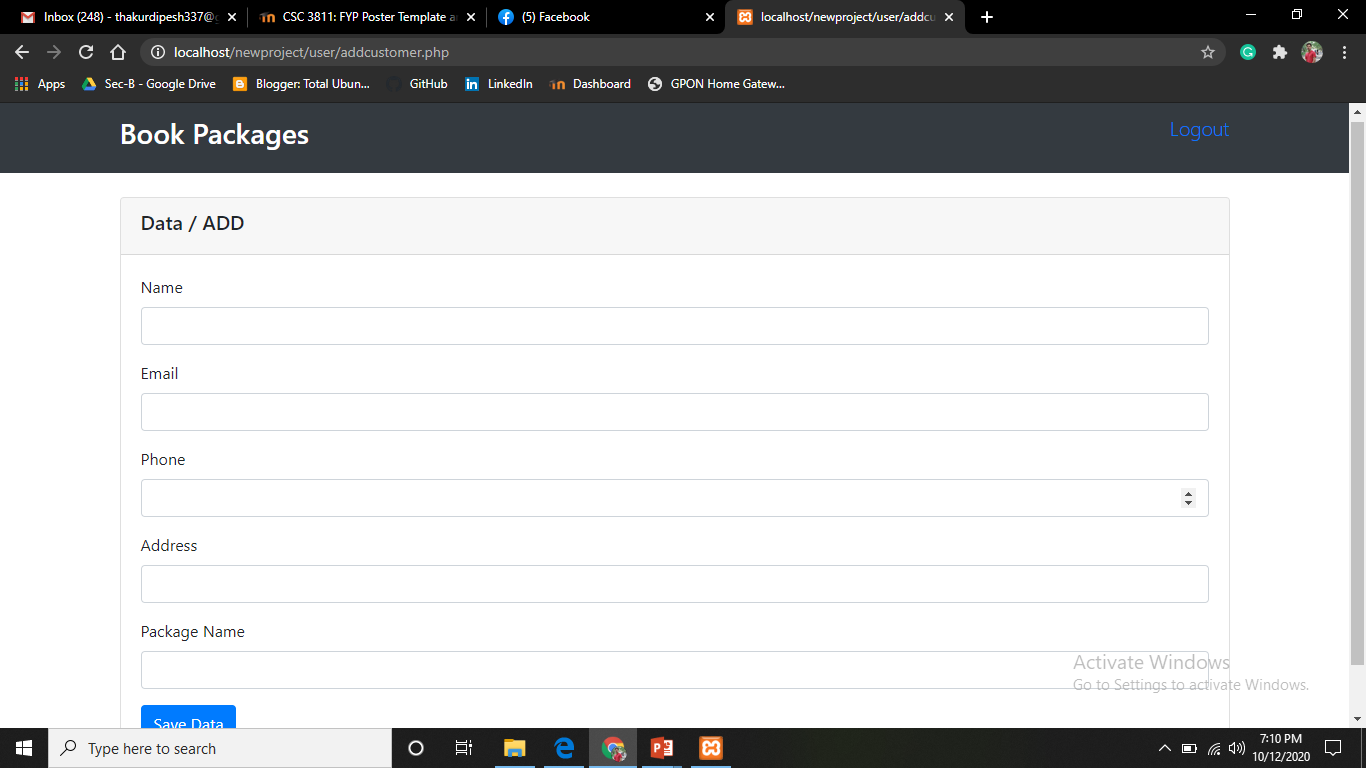 Inbox (248) - thakurdipesh337@g
CSC 3811: FYP Poster Template a
(5) Facebook
localhost/newproject/user/addcu
localhost/newproject/user/addcustomer.php
Apps
Sec-B - Google Drive
Blogger: Total Ubun...
GitHub
LinkedIn
Dashboard
GPON Home Gatew...
Book Packages
Logout
Data / ADD
Name
Email
Phone
Address
Package Name
Activate Windows
Go to Settings to activate Windows.
Save Data
Type here to search
7:10 PM
10/12/2020